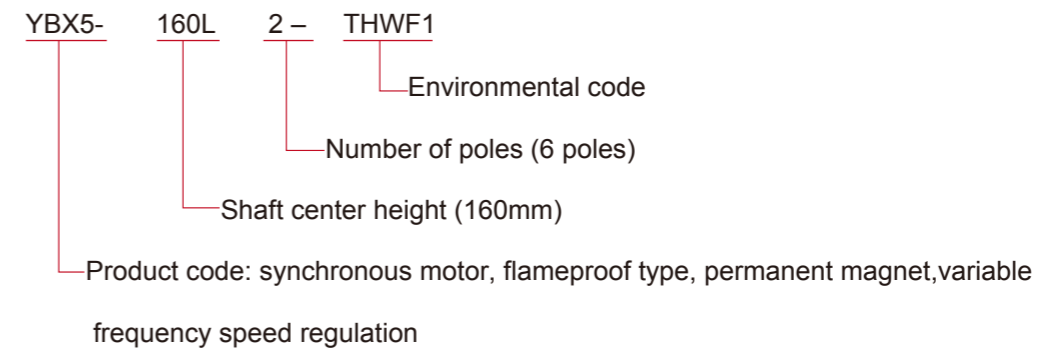 YBX5- 160L 2 – THWF1
Environmental code
Number of poles (6 poles)
Shaft center height (160mm)
Product code: synchronous motor, flameproof type, permanent magnet,variable
frequency speed regulation